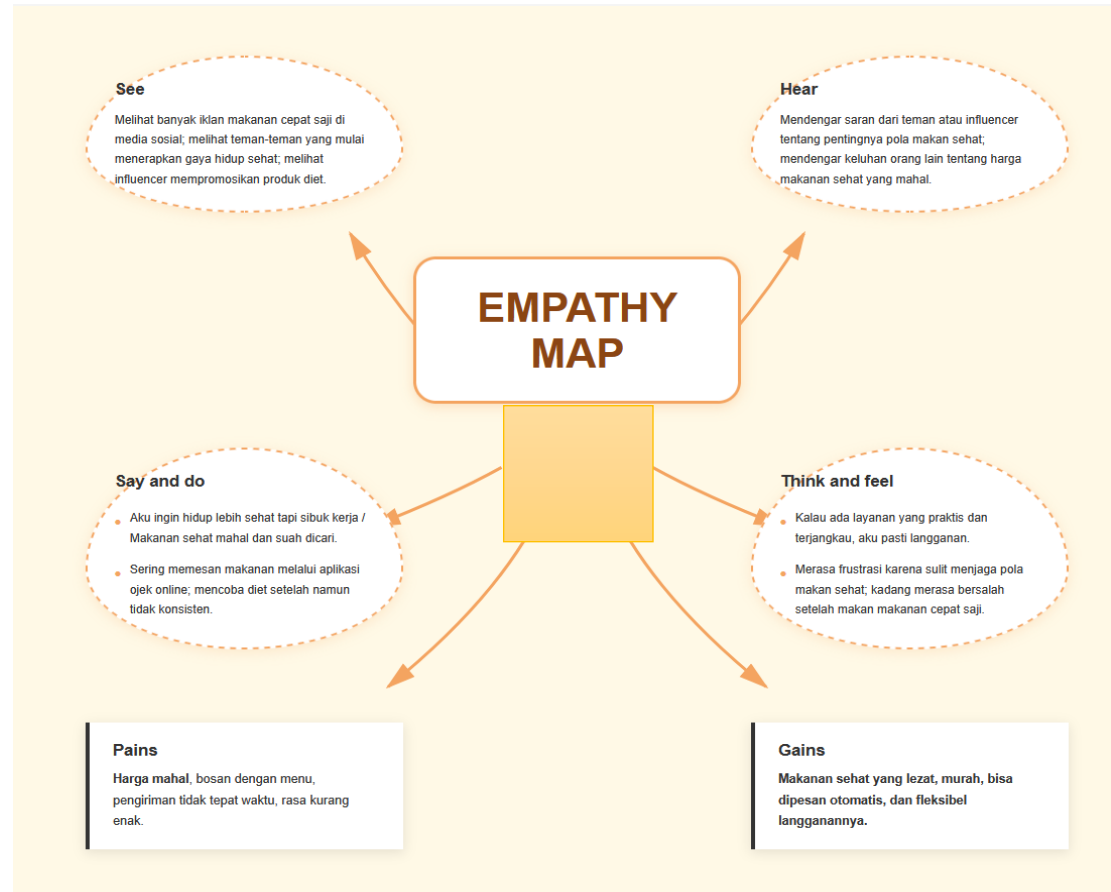 See
Melihat banyak iklan makanan cepat saji di
media sosial; melihat teman-teman yang mulai
menerapkan gaya hidup sehat; melihat
influencer mempromosikan produk diet.
Hear
Mendengar saran dari teman atau influencer
tentang pentingnya pola makan sehat;
mendengar keluhan orang lain tentang harga
makanan sehat yang mahal.
EMPATHY
MAP
Say and do
Aku ingin hidup lebih sehat tapi sibuk kerja /
Makanan sehat mahal dan suah dicari.
Sering memesan makanan melalui aplikasi
ojek online; mencoba diet setelah namun
tidak konsisten.
Think and feel
Kalau ada layanan yang praktis dan
terjangkau, aku pasti langganan.
Merasa frustrasi karena sulit menjaga pola
makan sehat; kadang merasa bersalah
setelah makan makanan cepat saji.
Pains
Harga mahal, bosan dengan menu,
pengiriman tidak tepat waktu, rasa kurang
enak.
Gains
Makanan sehat yang lezat, murah, bisa
dipesan otomatis, dan fleksibel
langganannya.